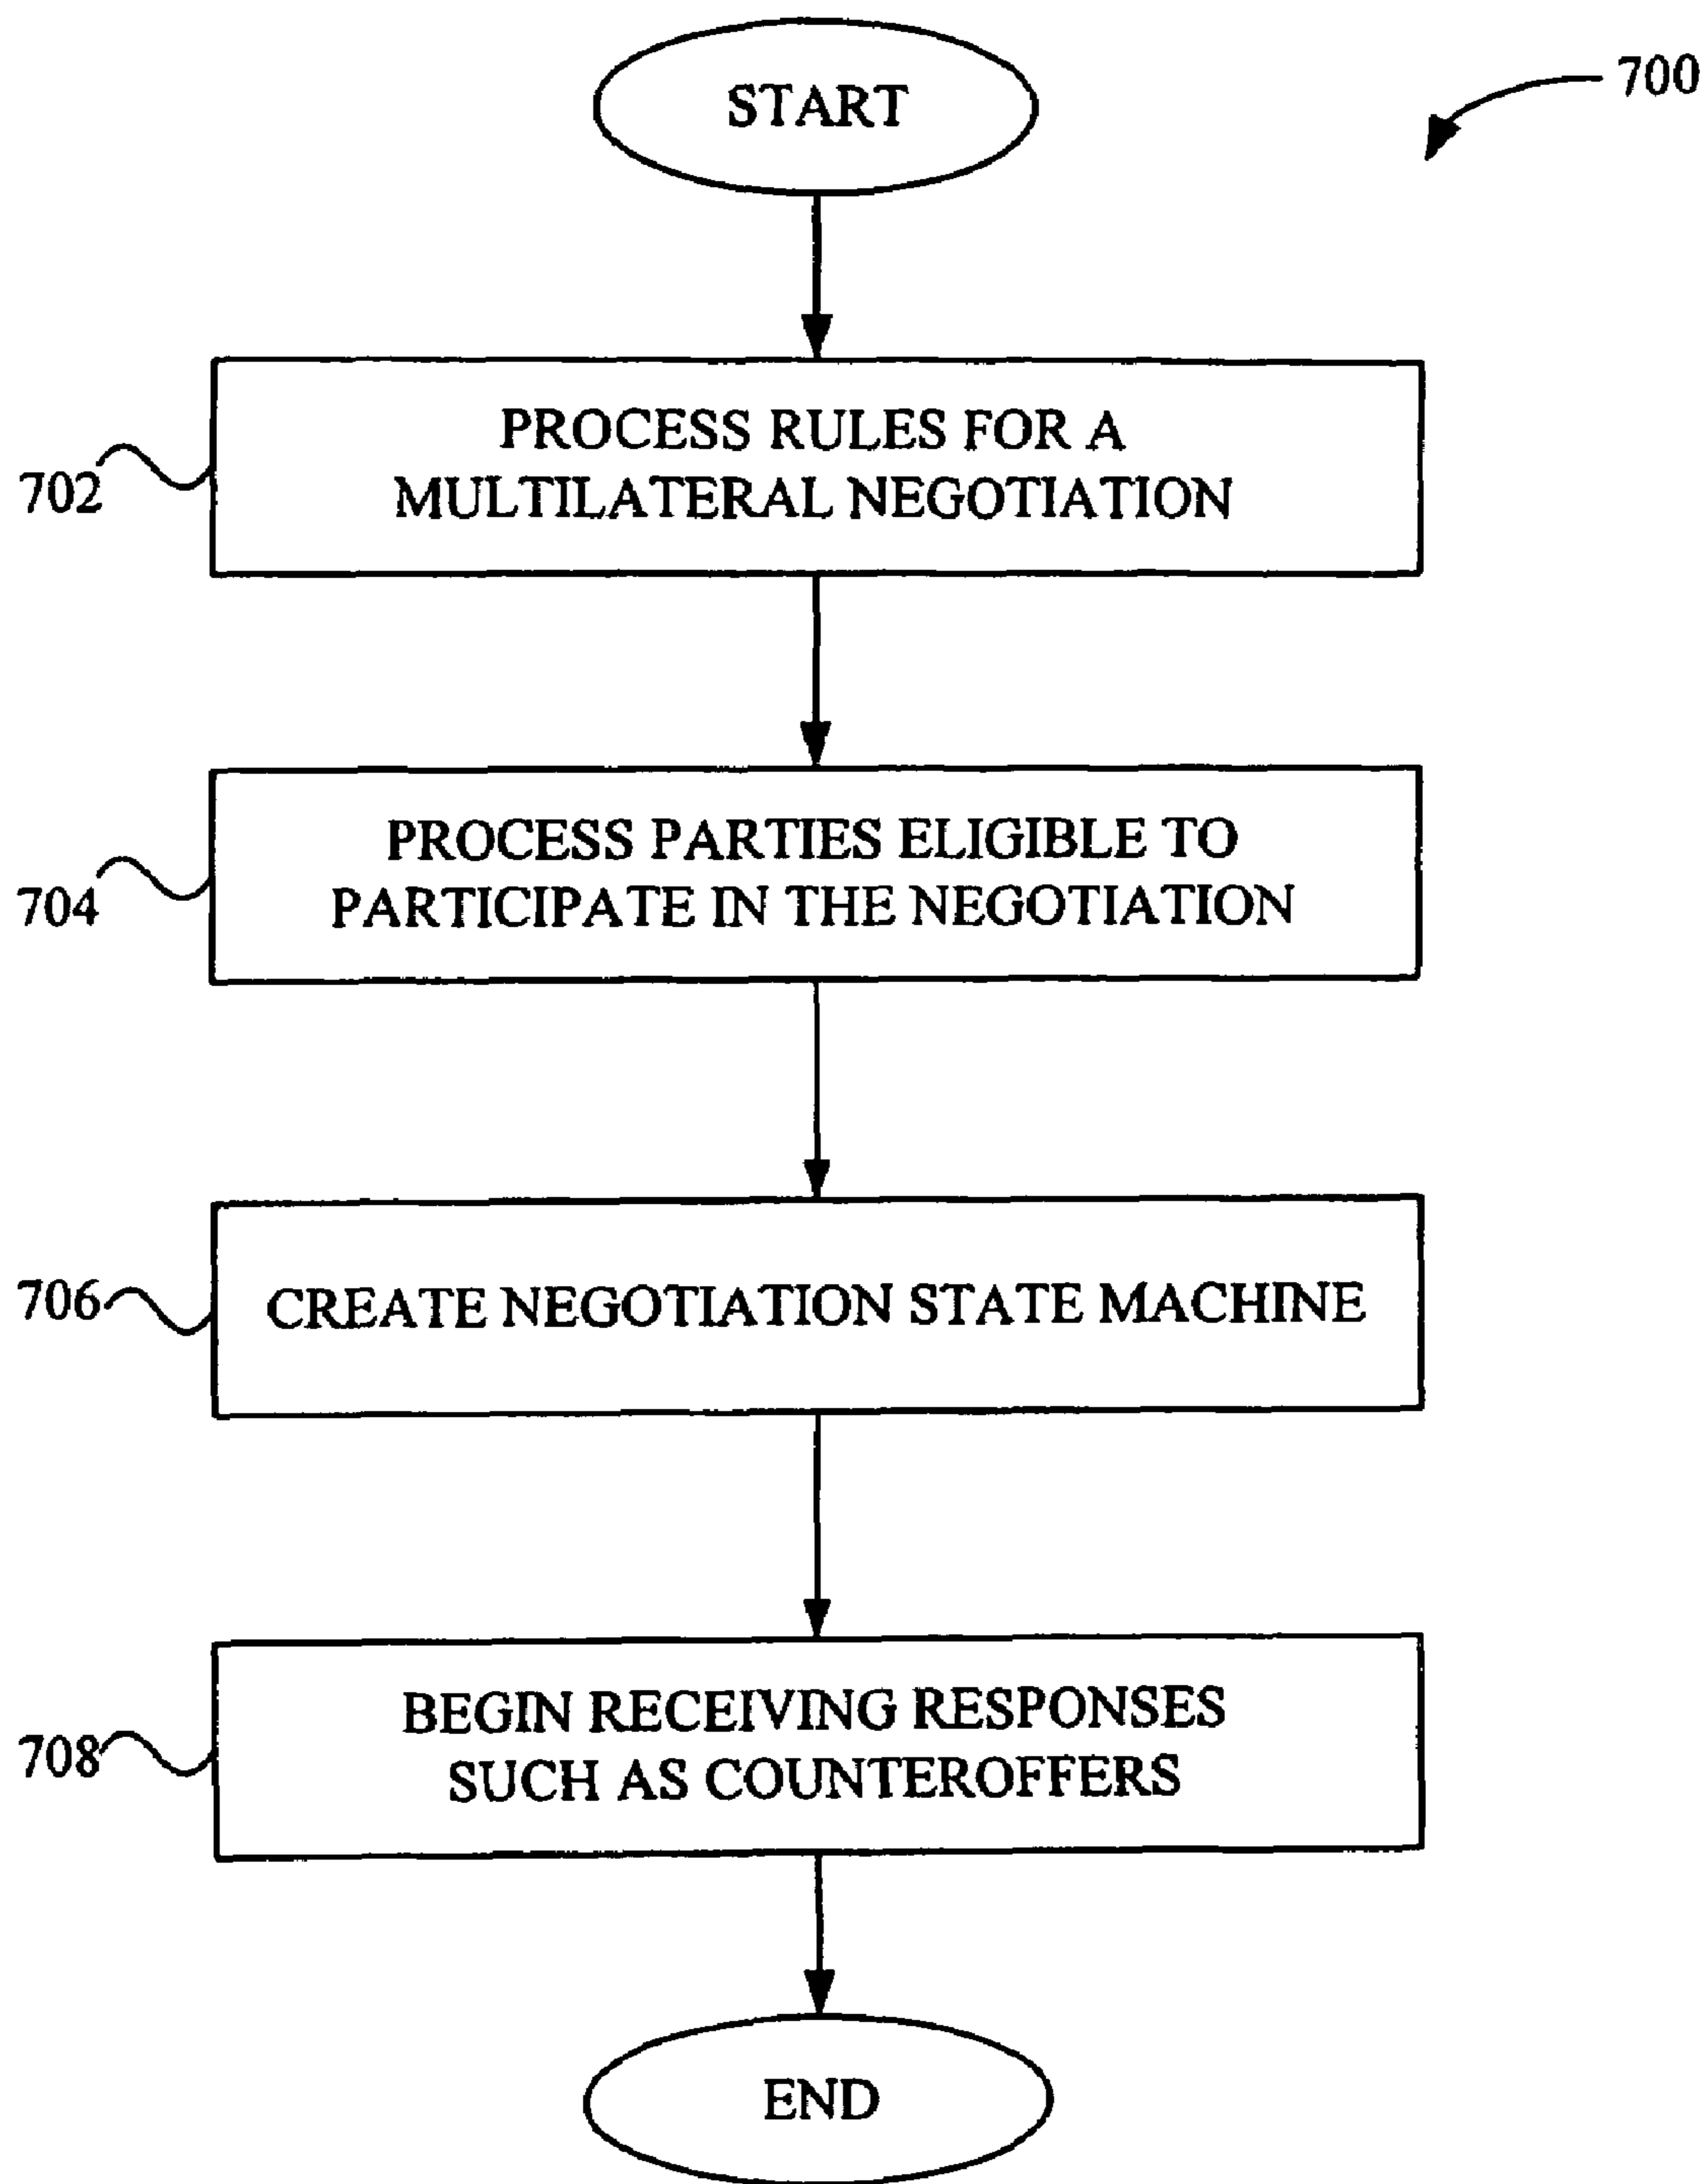 START
700
PROCESS RULES FOR A
MULTILATERAL NEGOTIATION
702
PROCESS PARTIES ELIGIBLE TO
PARTICIPATE IN THE NEGOTIATION
704
CREATE NEGOTIATION STATE MACHINE
706
BEGIN RECEIVING RESPONSES
SUCH AS COUNTEROFFERS
708
END